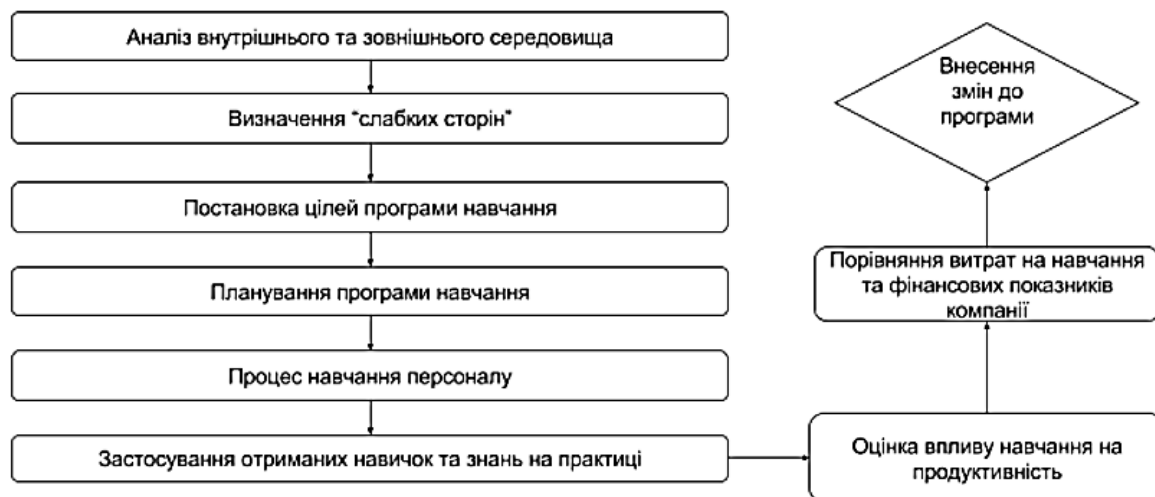 Аналіз внутрішнього та зовнішнього середовища
Визначення "слабких сторін"
Постановка цілей програми навчання
Планування програми навчання
Процес навчання персоналу
Застосування отриманих навичок та знань на практиці
Оцінка впливу навчання на
продуктивність
Порівняння витрат на навчання
та фінансових показників
компанії
Внесення
змін до
програми